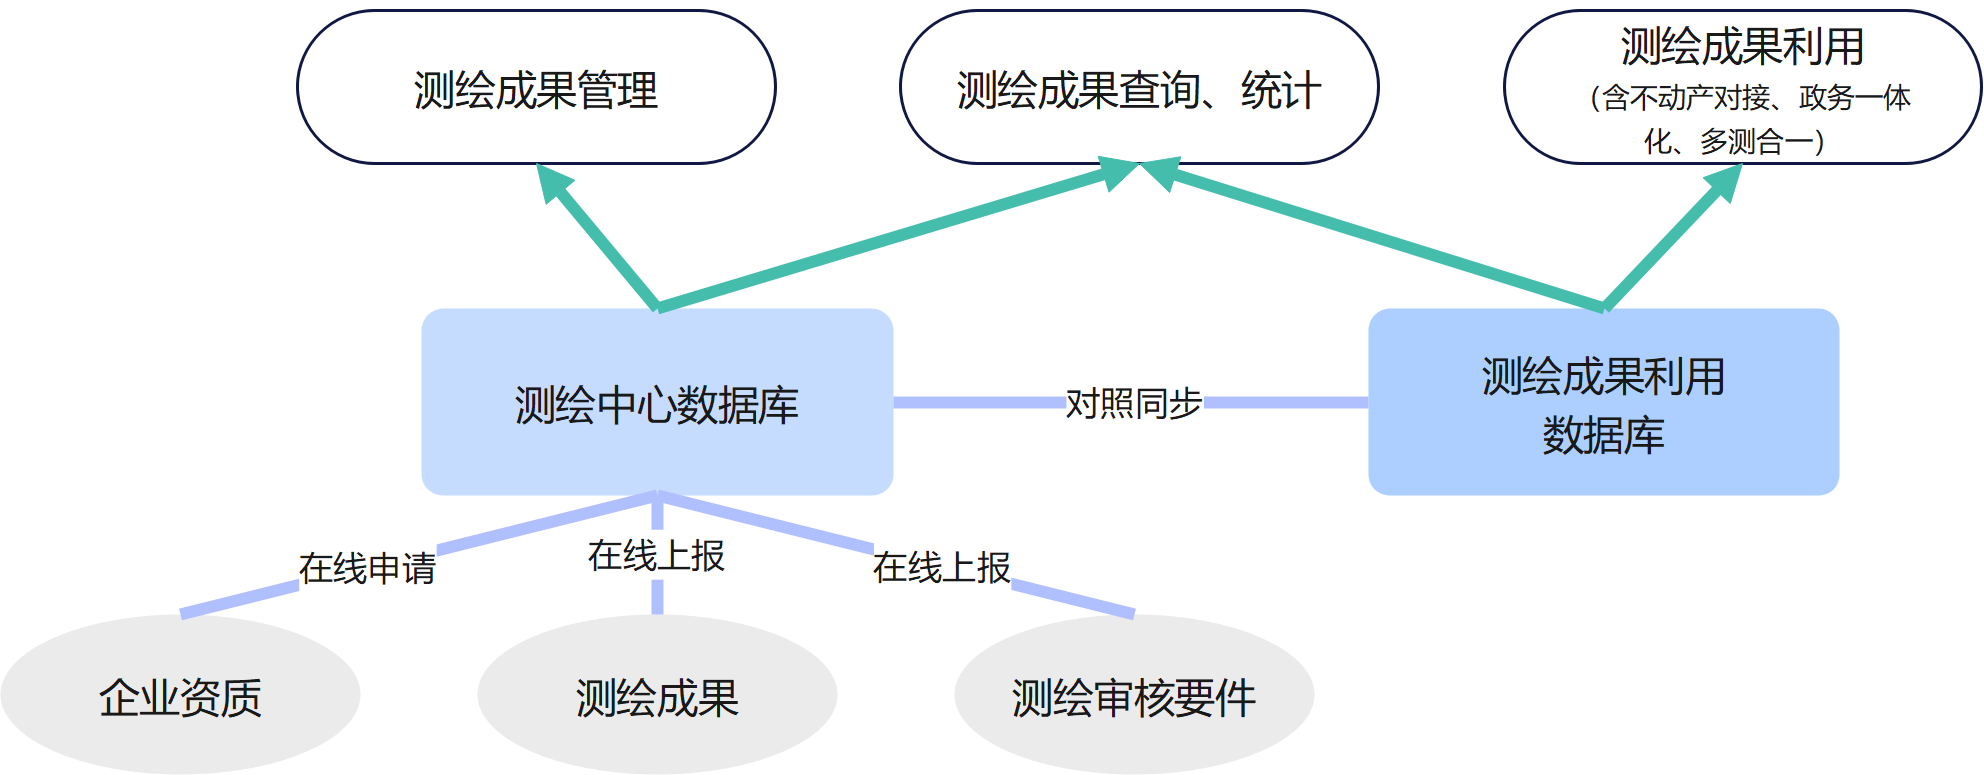 测绘成果管理
测绘成果查询、统计
测绘成果利用
（含不动产对接、政务一体
化、多测合一）
测绘中心数据库
对照同步
测绘成果利用
数据库
在线申请
在线上报
在线上报
企业资质
测绘成果
测绘审核要件